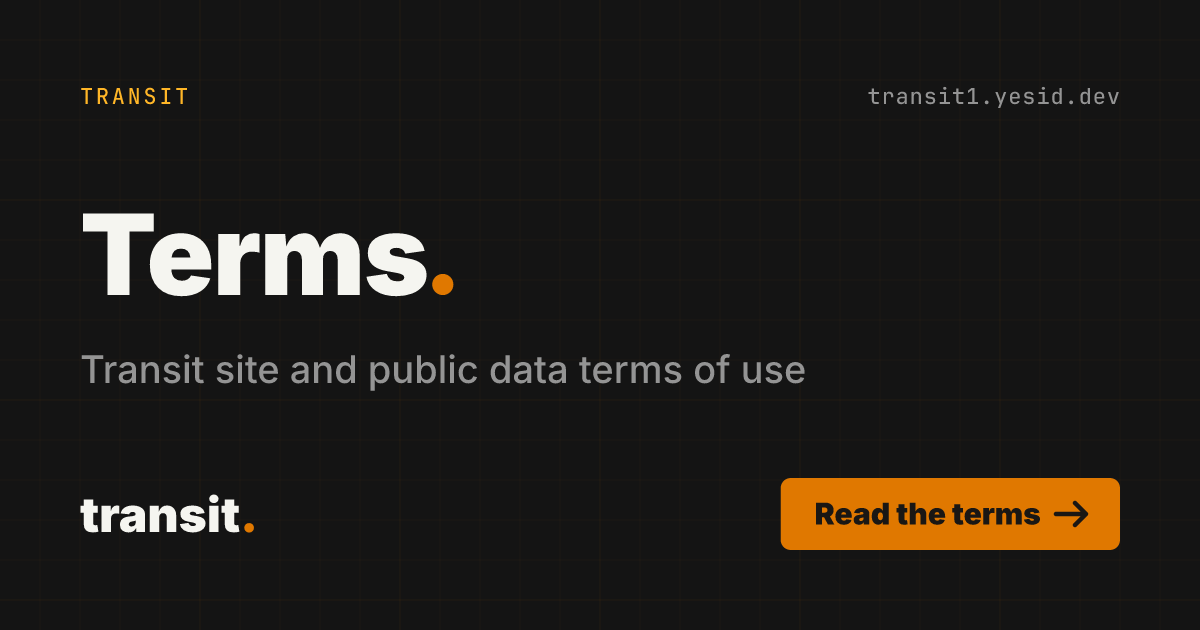 TRANSIT
transit1.yesid.dev
Terms.
Transit site and public data terms of use
transit.
Read the terms →